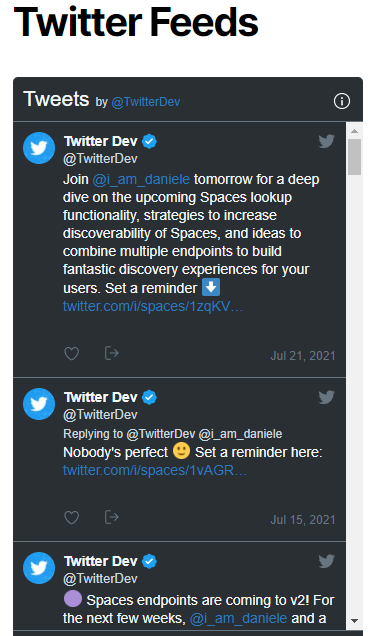 Twitter Feeds
Tweets by @TwitterDev
Twitter Dev
@TwitterDev
Join @i_am_daniele tomorrow for a deep
dive on the upcoming Spaces lookup
functionality, strategies to increase
discoverability of Spaces, and ideas to
combine multiple endpoints to build
fantastic discovery experiences for your
users. Set a reminder ⬇️
twitter.com/i/spaces/1zqKV…
Jul 21, 2021
Twitter Dev
@TwitterDev
Replying to @TwitterDev @i_am_daniele
Nobody's perfect 🙂 Set a reminder here:
twitter.com/i/spaces/1vAGR…
Jul 15, 2021
Twitter Dev
@TwitterDev
🟣 Spaces endpoints are coming to v2! For
the next few weeks, @i_am_daniele and a